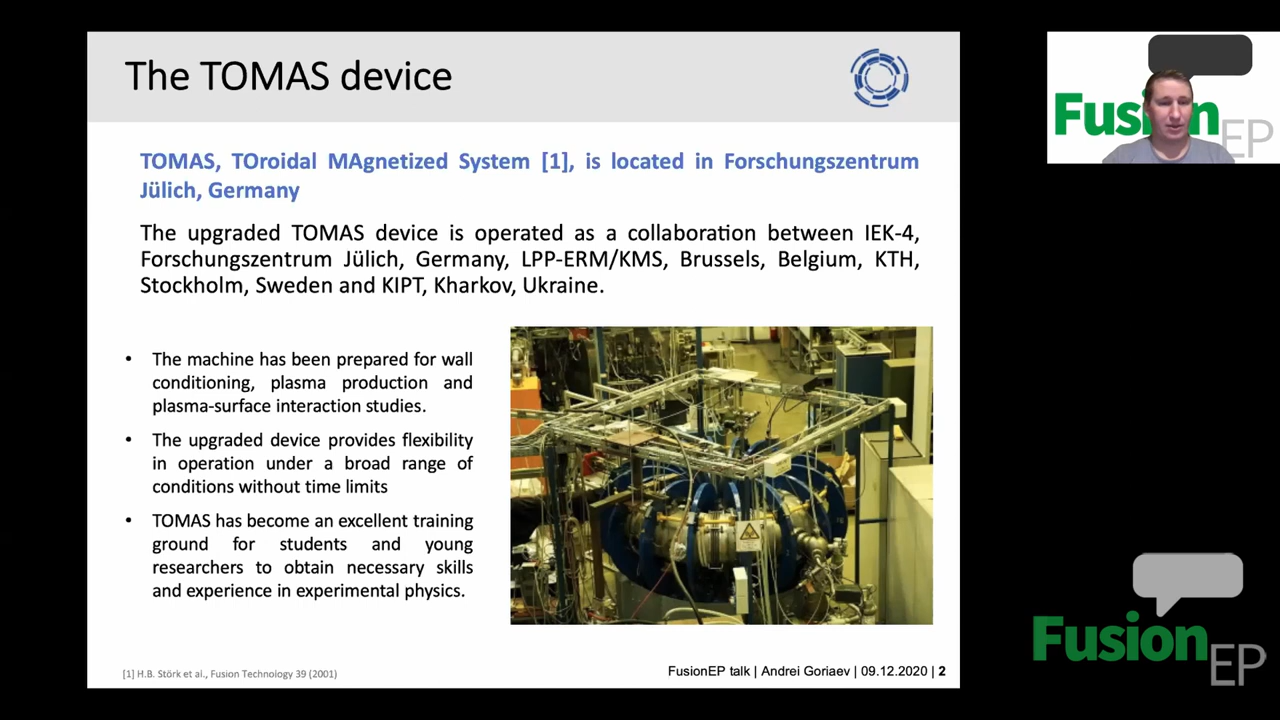 The TOMAS device
TOMAS, TOroidal MAgnetized System [1], is located in Forschungszentrum
Jülich, Germany
The upgraded TOMAS device is operated as a collaboration between IEK-4,
Forschungszentrum Jülich, Germany, LPP-ERM/KMS, Brussels, Belgium, KTH,
Stockholm, Sweden and KIPT, Kharkov, Ukraine.
• The machine has been prepared for wall
conditioning, plasma production and
plasma-surface interaction studies.
• The upgraded device provides flexibility
in operation under a broad range of
conditions without time limits
• TOMAS has become an excellent training
ground for students and young
researchers to obtain necessary skills
and experience in experimental physics.
[1] H.B. Störk et al., Fusion Technology 39 (2001)
FusionEP talk | Andrei Goriaev | 09.12.2020 | 2
Fusion
EP
Fusion
EP